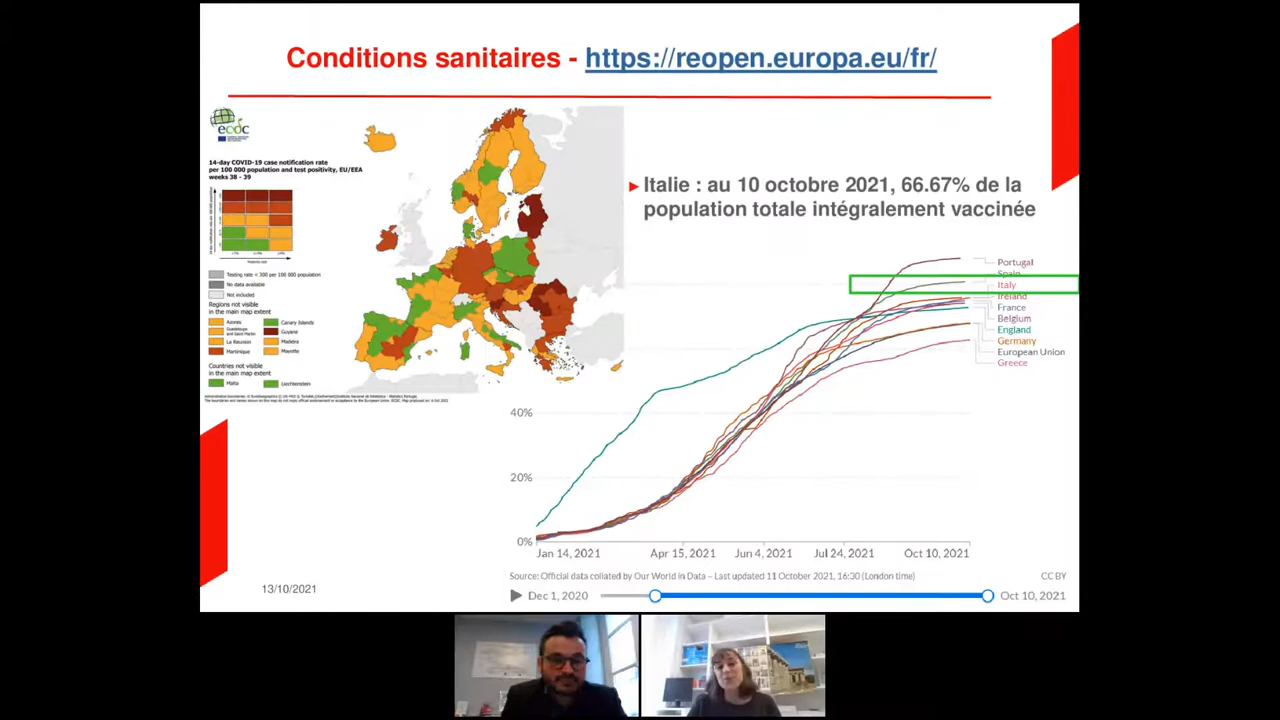 Conditions sanitaires - https://reopen.europa.eu/fr/
ecdc
14-day COVID-19 case notification rate
per 100 000 population and test positivity, EU/EEA
weeks 38 - 39
Testing rate < 300 per 100 000 population
No data available
Not included
Regions not visible
in the main map extent
Azores
Canary Islands
Guadeloupe
and Saint Martin
Guyane
La Reunion
Madeira
Martinique
Mayotte
Countries not visible
in the main map extent
Malta
Liechtenstein
Italie : au 10 octobre 2021, 66.67% de la
population totale intégralement vaccinée
Portugal
Spain
Italy
Ireland
France
Belgium
England
Germany
European Union
Greece
40%
20%
0%
Jan 14, 2021
Apr 15, 2021
Jun 4, 2021
Jul 24, 2021
Oct 10, 2021
Source: Official data collated by Our World in Data – Last updated 11 October 2021, 16:30 (London time)
CC BY
Dec 1, 2020
Oct 10, 2021
13/10/2021